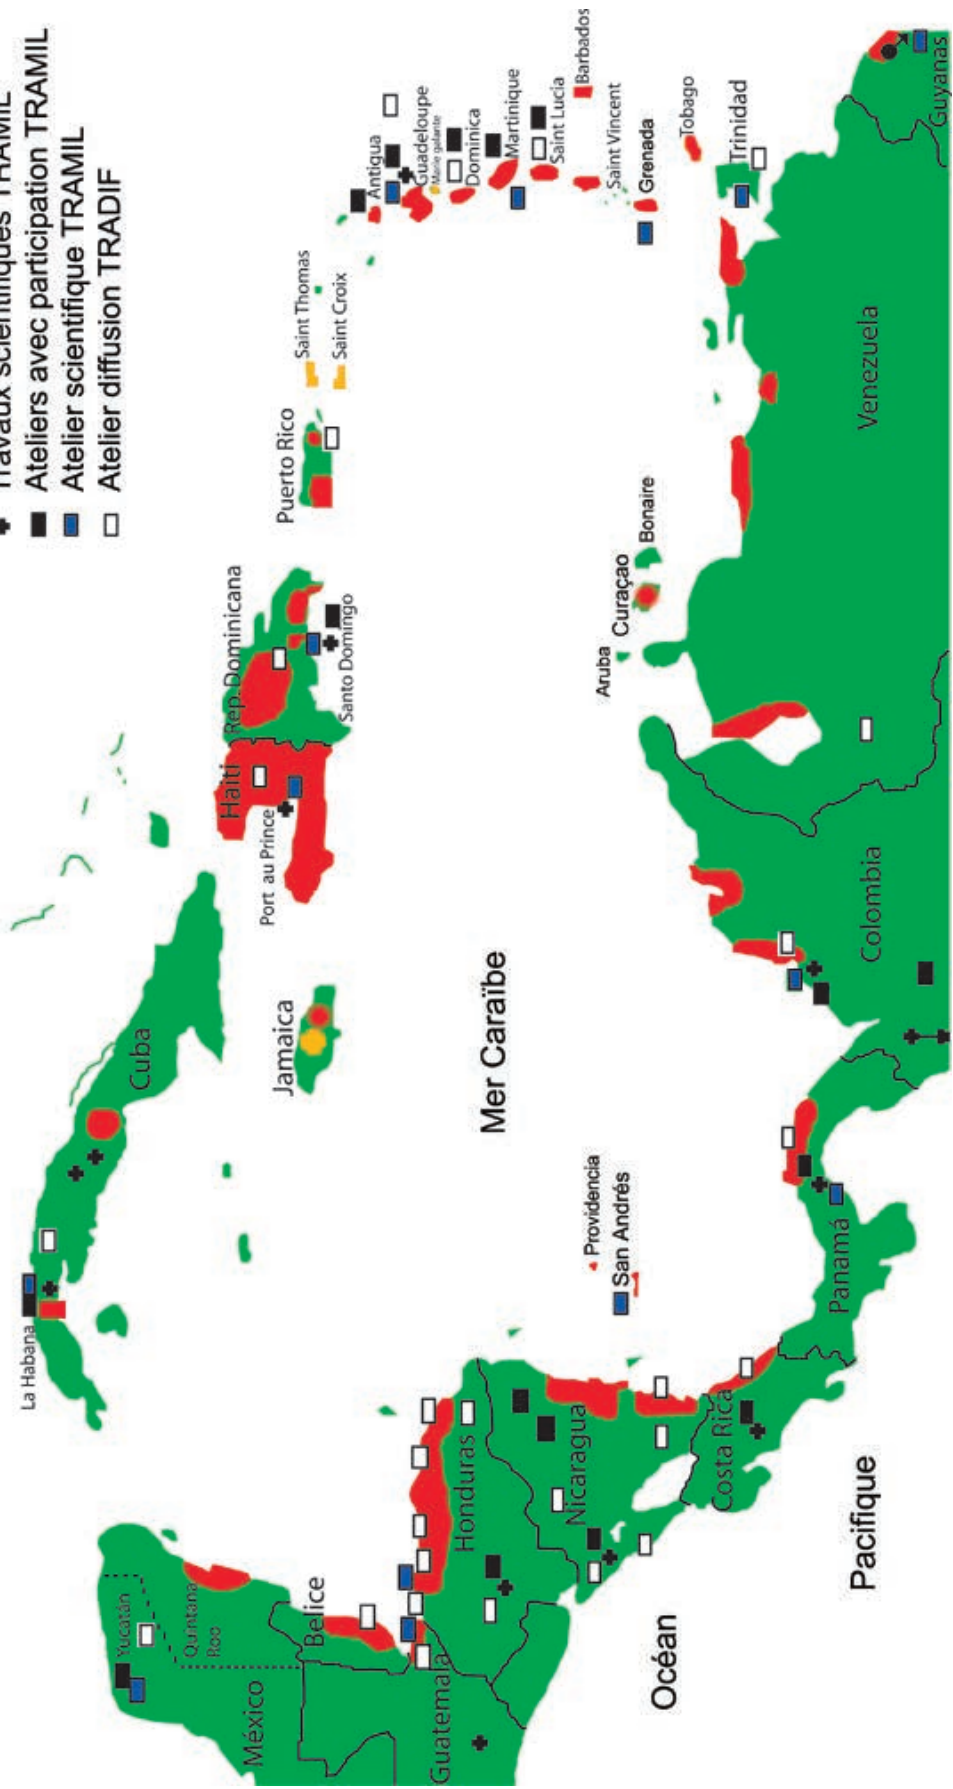 Travaux scientifiques TRAMIL
Ateliers avec participation TRAMIL
Atelier scientifique TRAMIL
Atelier diffusion TRADIF
La Habana
Cuba
Yucatán
Quintana
Roo
México
Belice
Guatemala
Honduras
Nicaragua
Costa Rica
Panamá
Colombia
Venezuela
Guyanas
Jamaica
Haiti
Port au Prince
Rep.Dominicana
Santo Domingo
Puerto Rico
Saint Thomas
Saint Croix
Antiqua
Guadeloupe
Marie galante
Dominica
Martinique
Saint Lucia
Barbados
Saint Vincent
Grenada
Tobago
Trinidad
Aruba
Curaçao
Bonaire
Providencia
San Andrés
Mer Caraïbe
Océan
Pacifique